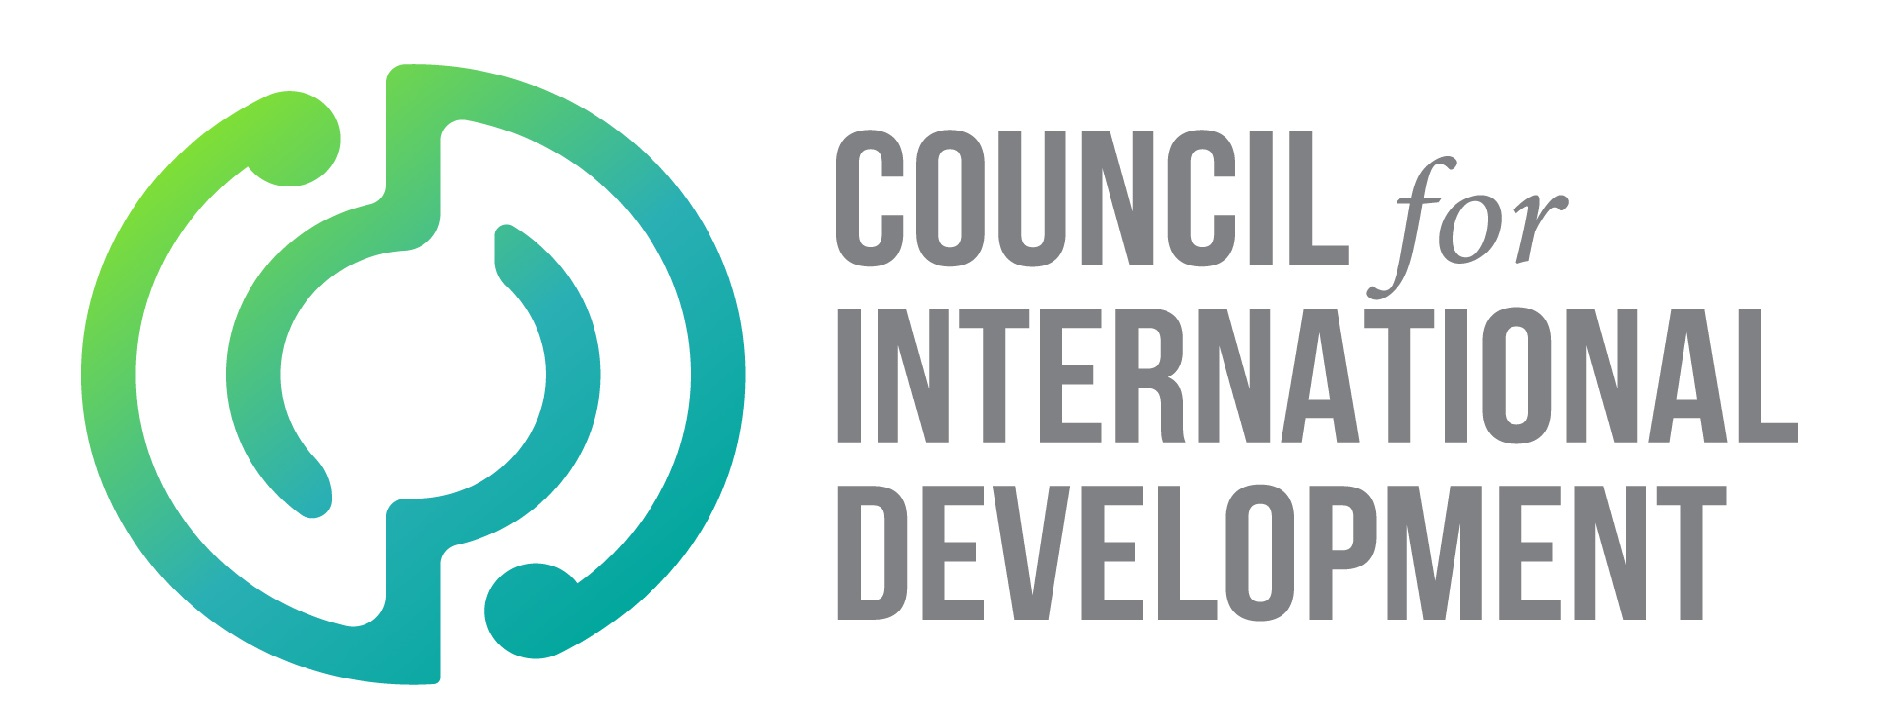 COUNCIL for
INTERNATIONAL
DEVELOPMENT